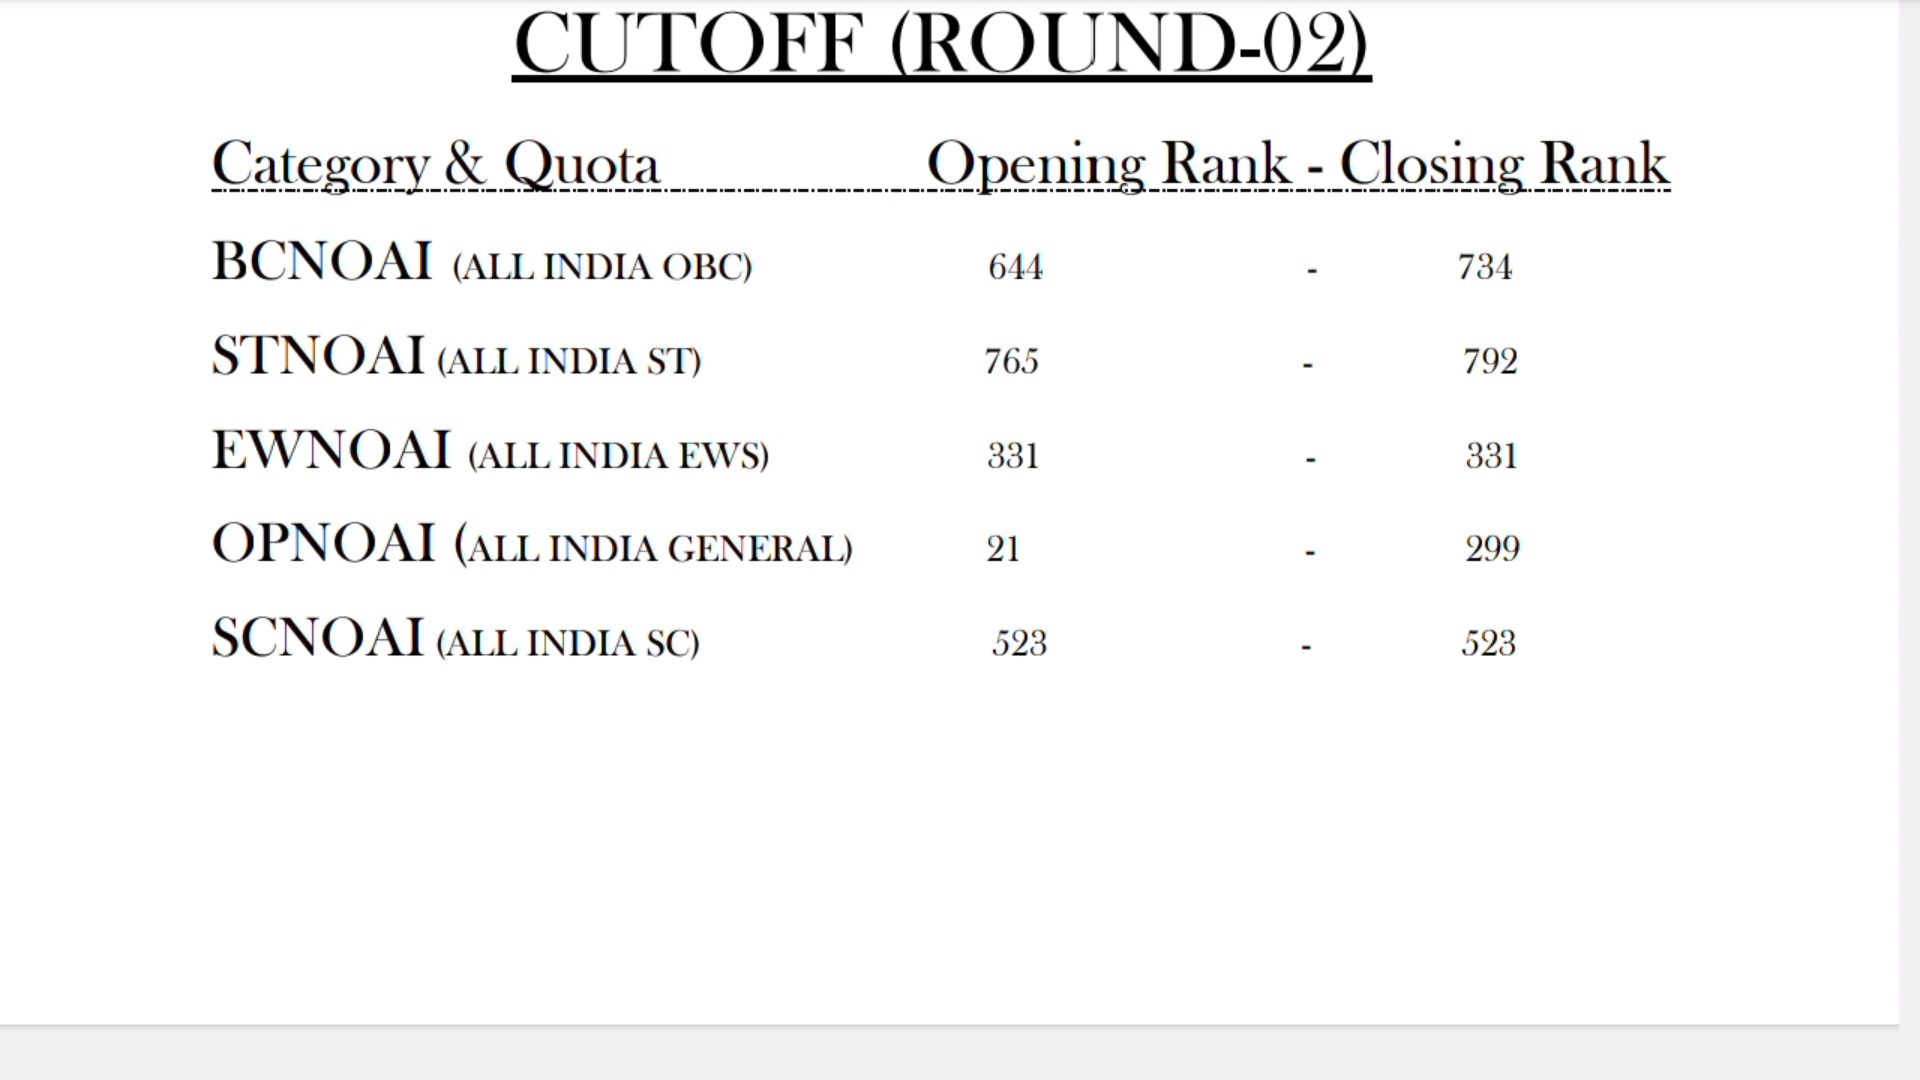 CUTOFF (ROUND-02)
Category & Quota Opening Rank - Closing Rank
BCNOAI (ALL INDIA OBC) 644 - 734
STNOAI (ALL INDIA ST) 765 - 792
EWNOAI (ALL INDIA EWS) 331 - 331
OPNOAI (ALL INDIA GENERAL) 21 - 299
SCNOAI (ALL INDIA SC) 523 - 523